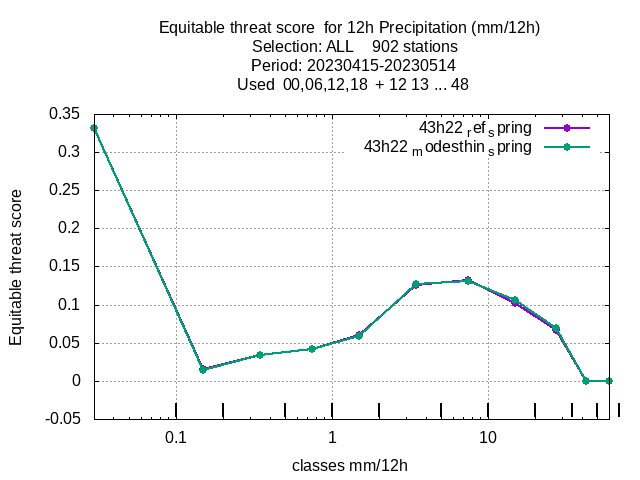 Equitable threat score for 12h Precipitation (mm/12h)
Selection: ALL 902 stations
Period: 20230415-20230514
Used 00,06,12,18 + 12 13 ... 48
0.35
0.3
0.25
0.2
0.15
0.1
0.05
0
-0.05
Equitable threat score
43h22 ref spring
43h22 modesthin spring
0.1 1 10
classes mm/12h